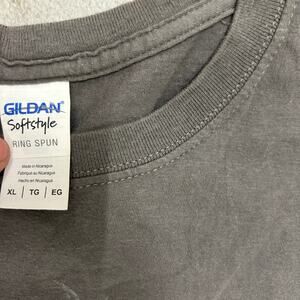 GILDAN
Softstyle
RING SPUN
Made in Nicaragua
Fabriqué au Nicaragua
Hecho en Nicaragua
XL | TG | EG